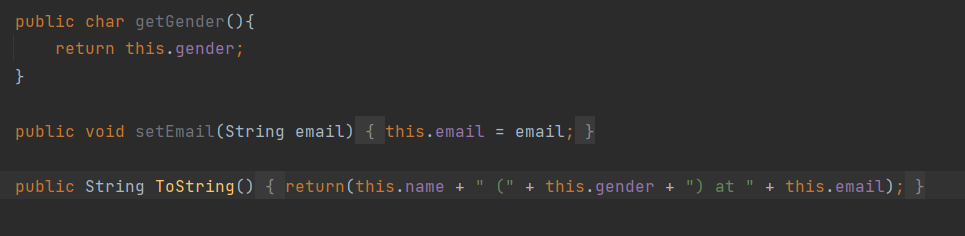 public char getGender(){
return this.gender;
}
public void setEmail(String email) { this.email = email; }
public String ToString() { return(this.name + " (" + this.gender + ") at " + this.email); }